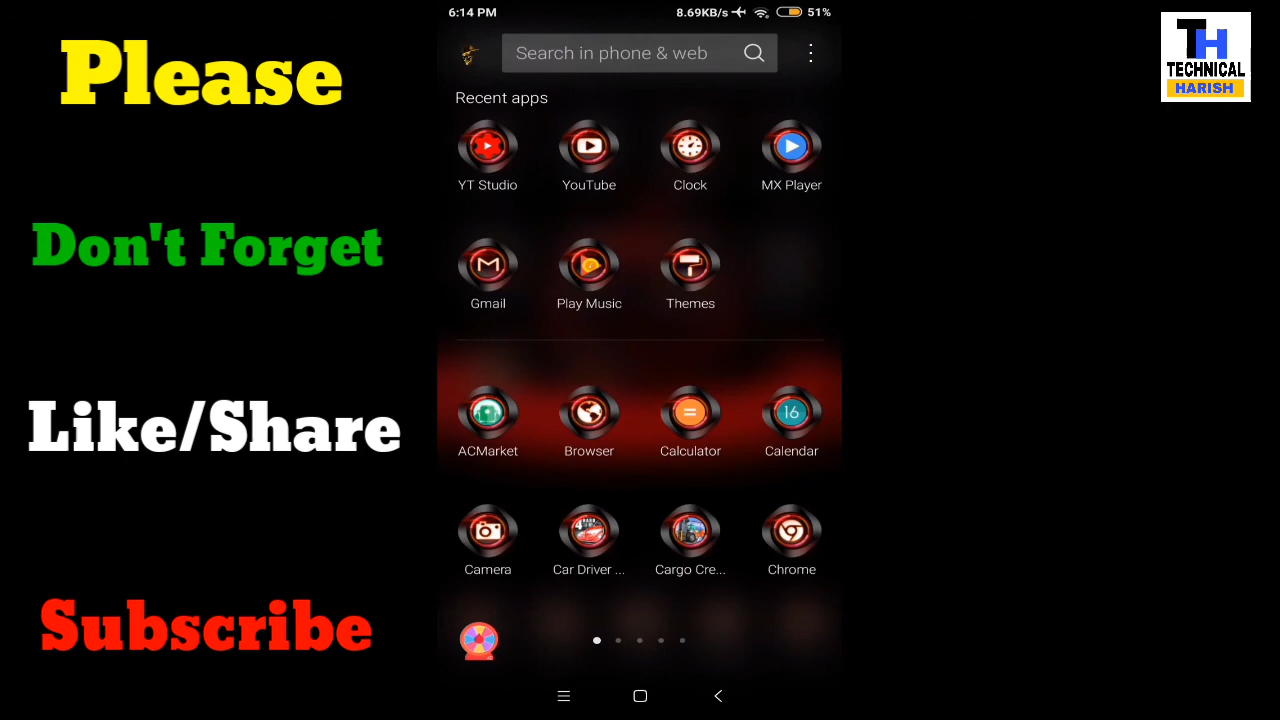 Please
Don't Forget
Like/Share
Subscribe
6:14 PM 8.69KB/s 51%
Search in phone & web
Recent apps
YT Studio YouTube Clock MX Player
Gmail Play Music Themes
16
ACMarket Browser Calculator Calendar
4
Camera Car Driver ... Cargo Cre... Chrome
TH
TECHNICAL
HARISH